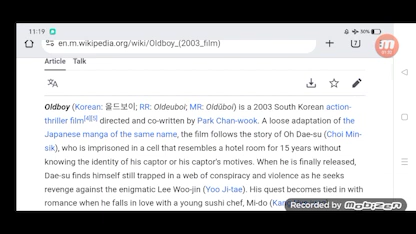 11:19
30%
en.m.wikipedia.org/wiki/Oldboy_(2003_film)
Article Talk
Oldboy (Korean: 올드보이; RR: Oldeuboi; MR: Oldŭboi) is a 2003 South Korean action-
thriller film[4][5] directed and co-written by Park Chan-wook. A loose adaptation of
the Japanese manga of the same name, the film follows the story of Oh Dae-su (Choi Min-
sik), who is imprisoned in a cell that resembles a hotel room for 15 years without
knowing the identity of his captor or his captor's motives. When he is finally released,
Dae-su finds himself still trapped in a web of conspiracy and violence as he seeks
revenge against the enigmatic Lee Woo-jin (Yoo Ji-tae). His quest becomes tied in with
romance when he falls in love with a young sushi chef, Mi-do
Recorded by Mobizen